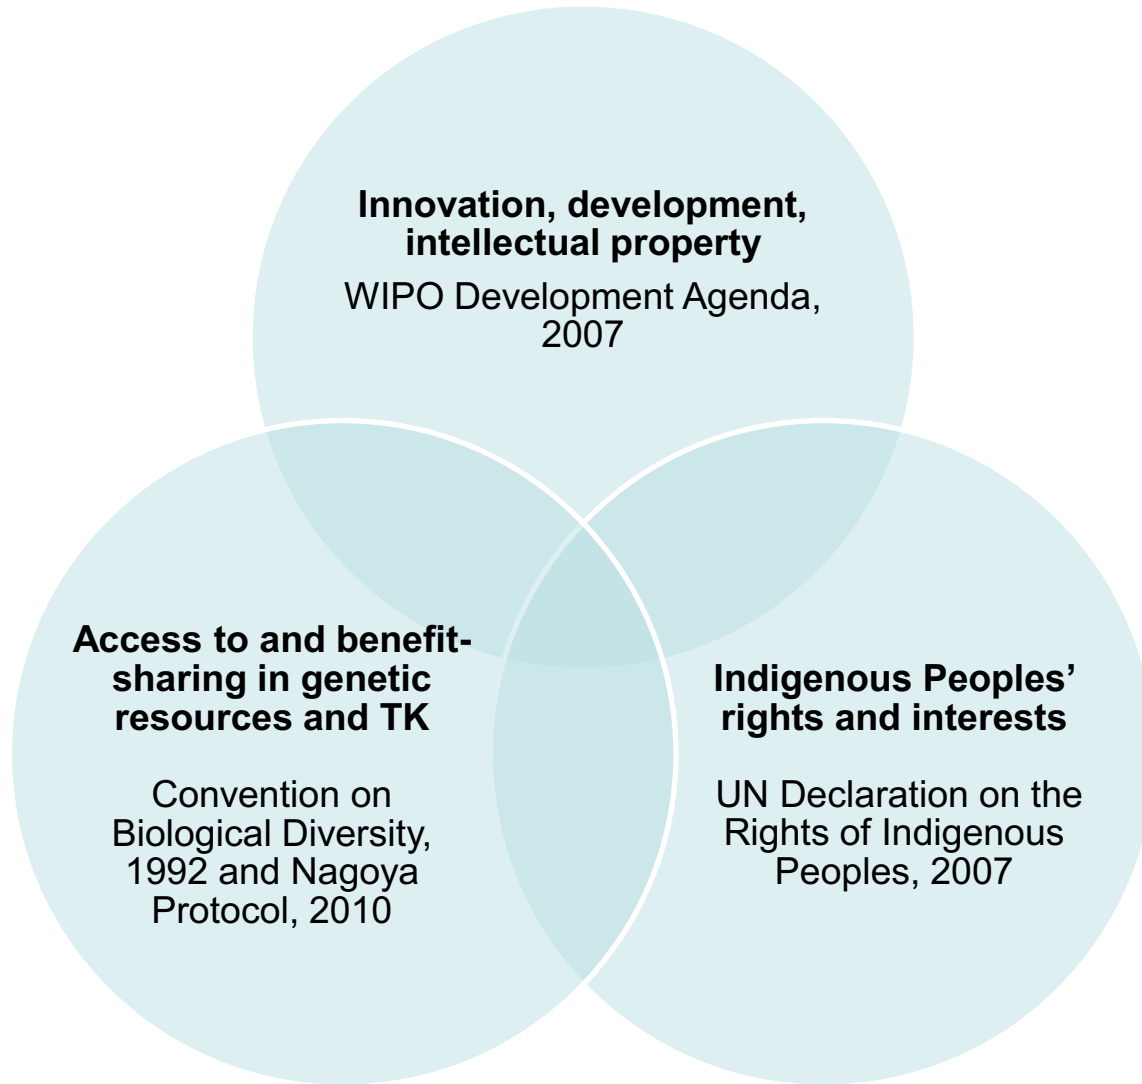 Innovation, development,
intellectual property
WIPO Development Agenda,
2007
Access to and benefit-
sharing in genetic
resources and TK
Convention on
Biological Diversity,
1992 and Nagoya
Protocol, 2010
Indigenous Peoples’
rights and interests
UN Declaration on the
Rights of Indigenous
Peoples, 2007